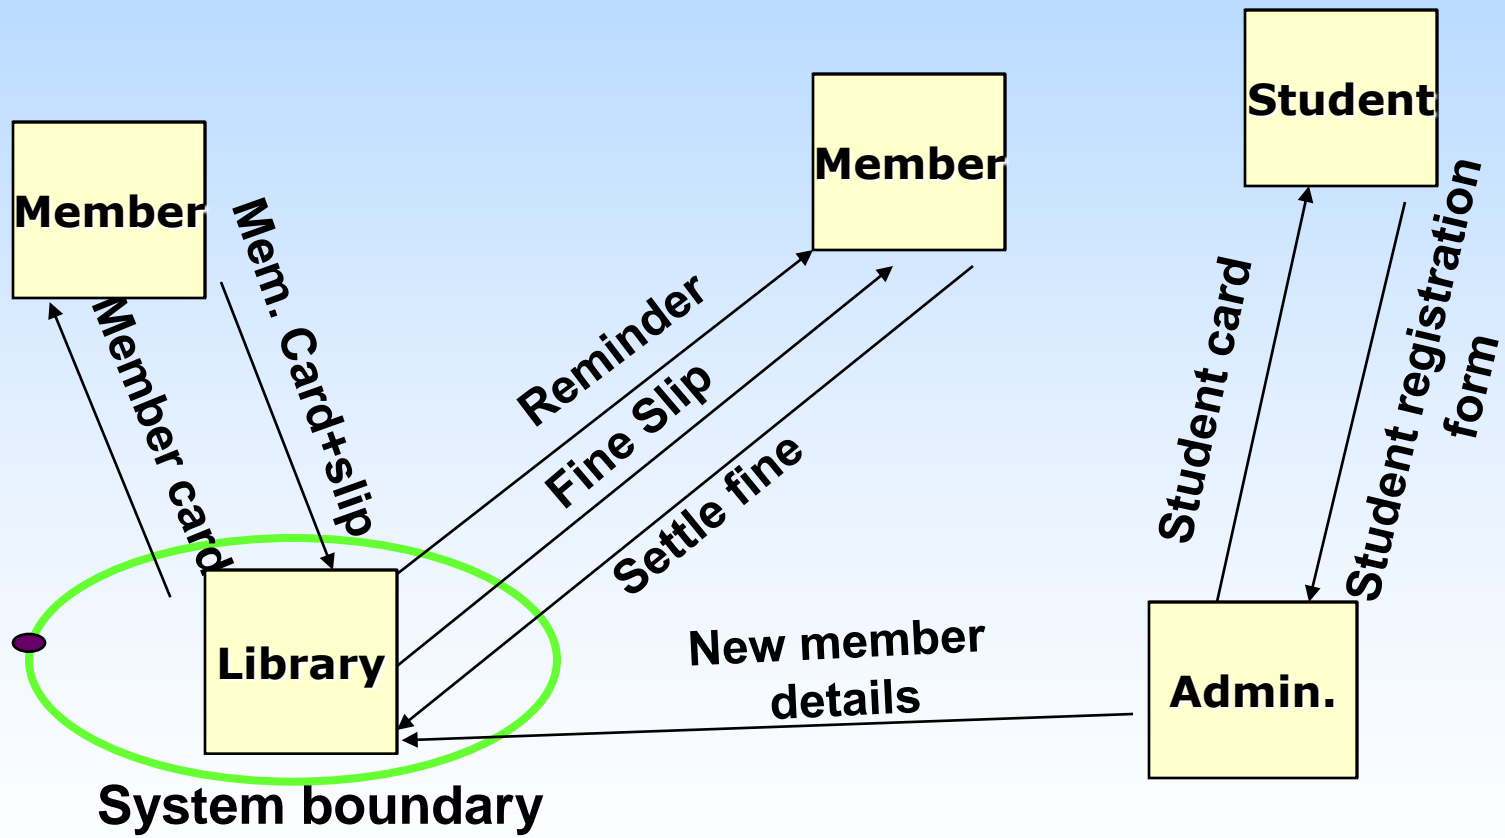 Student
Member
Member
Mem. Card+slip
Member card
Reminder
Fine Slip
Settle fine
Student card
Student registration
form
New member
details
Library
Admin.
System boundary